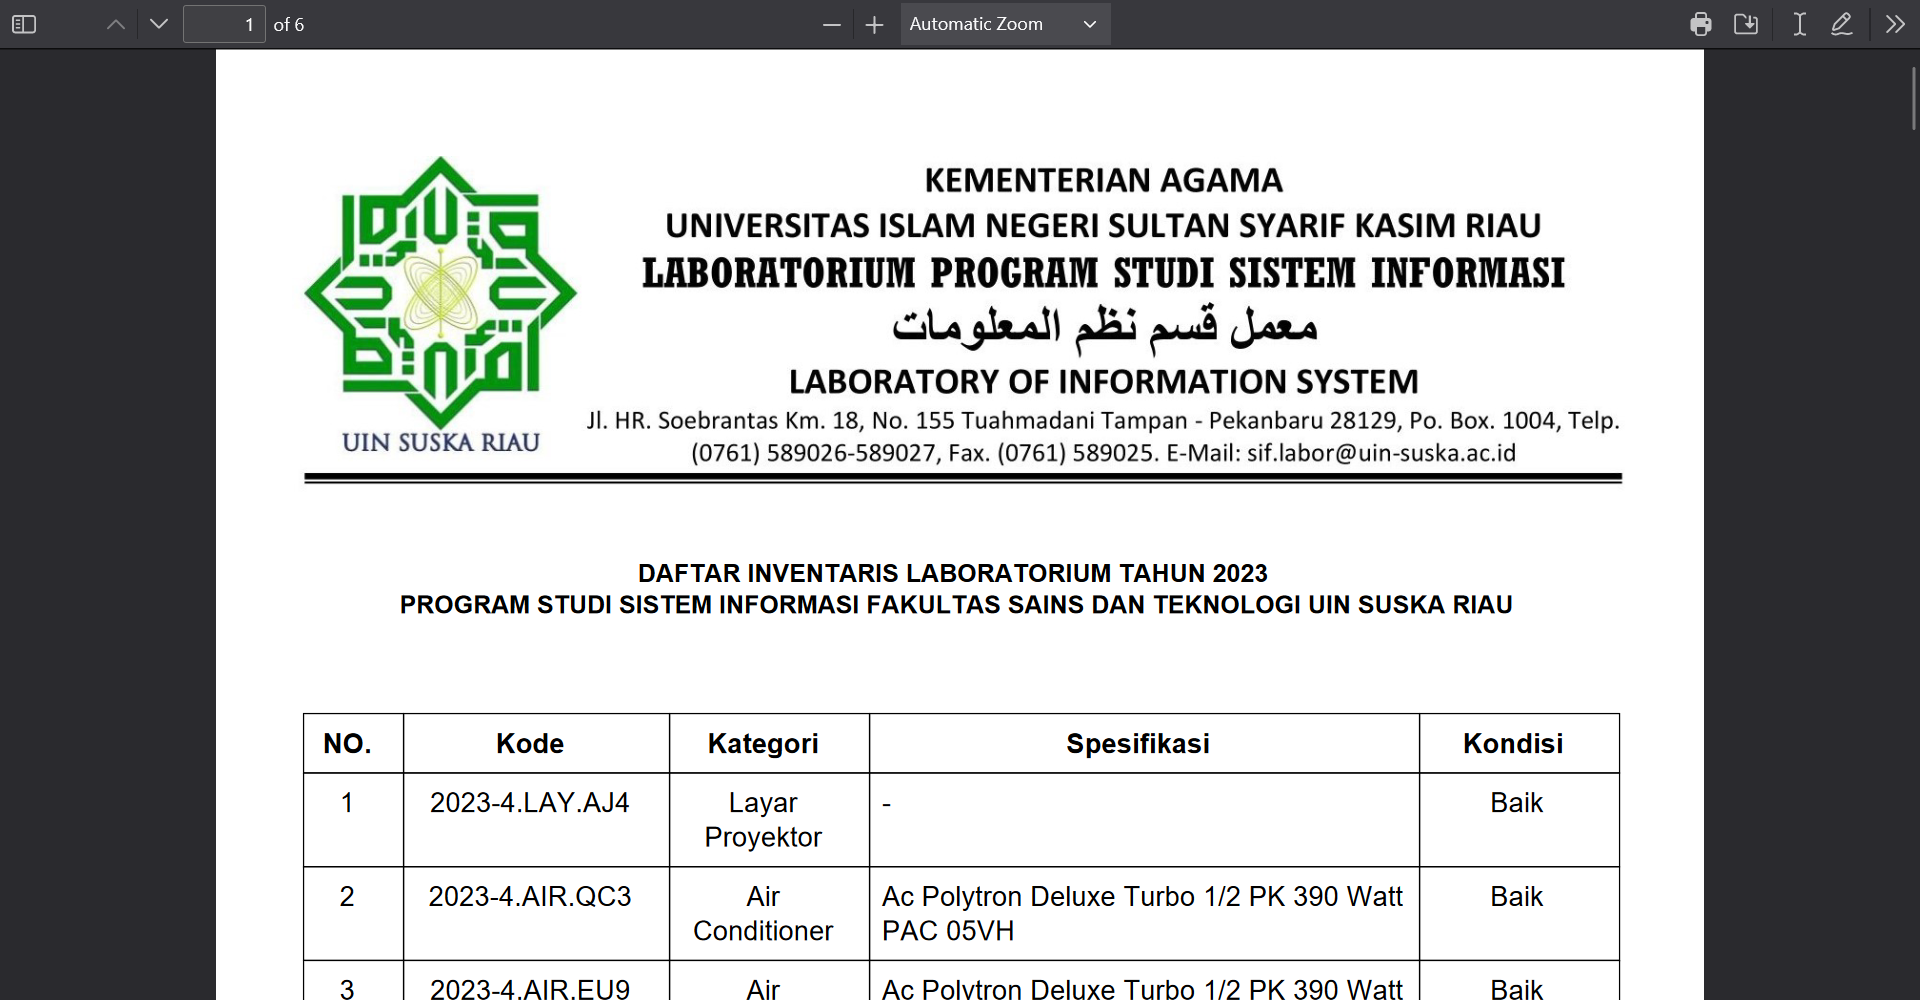 1 of 6 Automatic Zoom
KEMENTERIAN AGAMA
UNIVERSITAS ISLAM NEGERI SULTAN SYARIF KASIM RIAU
LABORATORIUM PROGRAM STUDI SISTEM INFORMASI
معمل قسم نظم المعلومات
LABORATORY OF INFORMATION SYSTEM
Jl. HR. Soebrantas Km. 18, No. 155 Tuahmadani Tampan - Pekanbaru 28129, Po. Box. 1004, Telp.
(0761) 589026-589027, Fax. (0761) 589025. E-Mail: sif.labor@uin-suska.ac.id
UIN SUSKA RIAU
DAFTAR INVENTARIS LABORATORIUM TAHUN 2023
PROGRAM STUDI SISTEM INFORMASI FAKULTAS SAINS DAN TEKNOLOGI UIN SUSKA RIAU
NO. Kode Kategori Spesifikasi Kondisi
1 2023-4.LAY.AJ4 Layar - Baik
Proyektor
2 2023-4.AIR.QC3 Air Ac Polytron Deluxe Turbo 1/2 PK 390 Watt Baik
Conditioner PAC 05VH
3 2023-4.AIR.EU9 Air Ac Polytron Deluxe Turbo 1/2 PK 390 Watt Baik